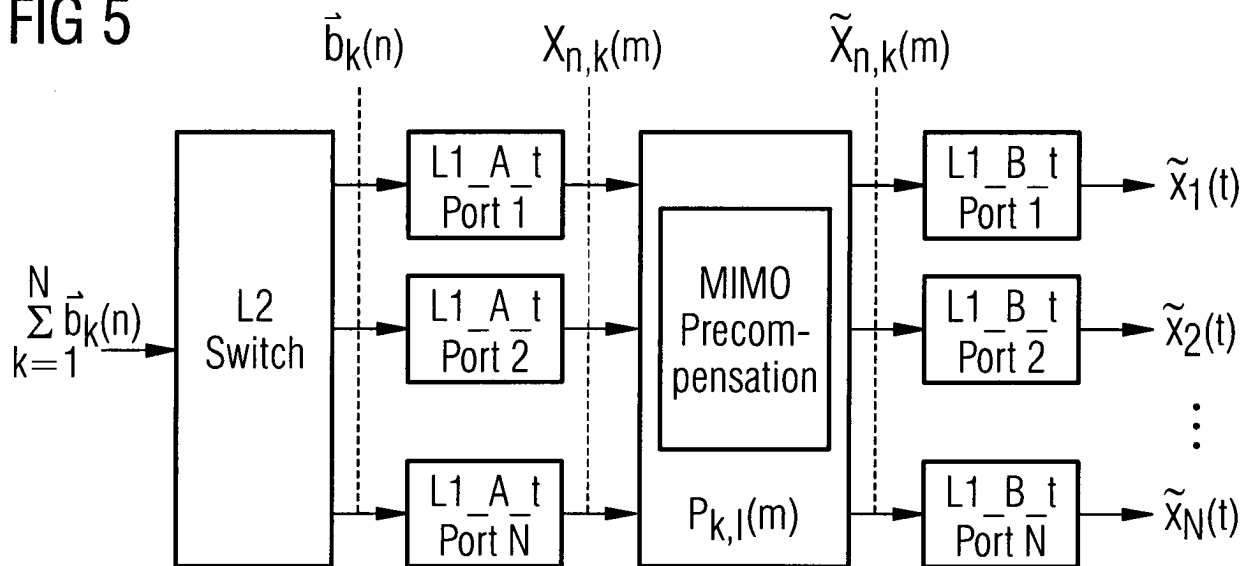 FIG 5
b⃗k(n)
Xn,k(m)
X̃n,k(m)
L1_A_t
Port 1
L1_B_t
Port 1
x̃1(t)
N
Σ b⃗k(n)
k=1
L2
Switch
L1_A_t
Port 2
MIMO
Precom-
pensation
L1_B_t
Port 2
x̃2(t)
⋮
L1_A_t
Port N
Pk,l(m)
L1_B_t
Port N
x̃N(t)